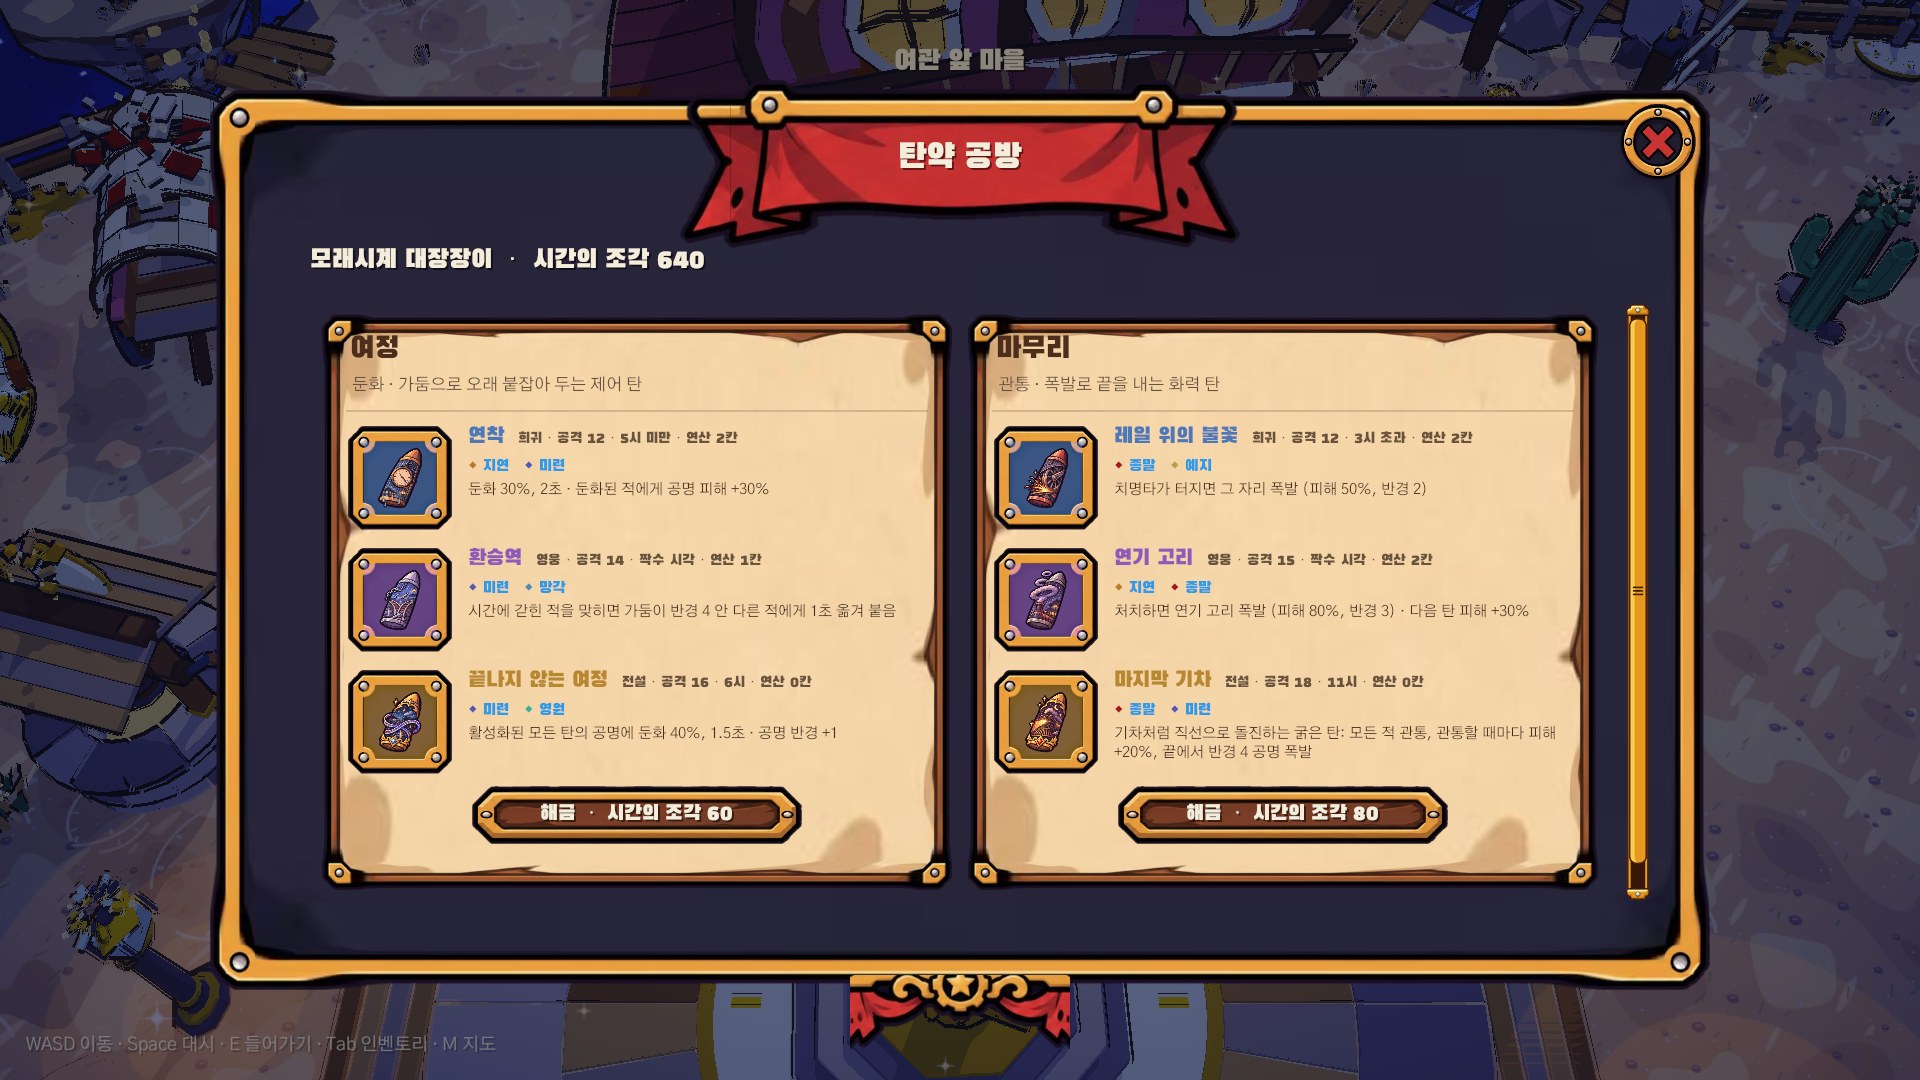 여관 앞 마을
탄약 공방
모래시계 대장장이 · 시간의 조각 640
여정
둔화 · 가둠으로 오래 붙잡아 두는 제어 탄
연착 희귀 · 공격 12 · 5시 미만 · 연산 2칸
지연 미련
둔화 30%, 2초 · 둔화된 적에게 공명 피해 +30%
환승역 영웅 · 공격 14 · 짝수 시각 · 연산 1칸
미련 망각
시간에 갇힌 적을 맞히면 가둠이 반경 4 안 다른 적에게 1초 옮겨 붙음
끝나지 않는 여정 전설 · 공격 16 · 6시 · 연산 0칸
미련 영원
활성화된 모든 탄의 공명에 둔화 40%, 1.5초 · 공명 반경 +1
해금 · 시간의 조각 60
마무리
관통 · 폭발로 끝을 내는 화력 탄
레일 위의 불꽃 희귀 · 공격 12 · 3시 초과 · 연산 2칸
종말 예지
치명타가 터지면 그 자리 폭발 (피해 50%, 반경 2)
연기 고리 영웅 · 공격 15 · 짝수 시각 · 연산 2칸
지연 종말
처치하면 연기 고리 폭발 (피해 80%, 반경 3) · 다음 탄 피해 +30%
마지막 기차 전설 · 공격 18 · 11시 · 연산 0칸
종말 미련
기차처럼 직선으로 돌진하는 굵은 탄: 모든 적 관통, 관통할 때마다 피해
+20%, 끝에서 반경 4 공명 폭발
해금 · 시간의 조각 80
WASD 이동 · Space 대시 · E 들어가기 · Tab 인벤토리 · M 지도